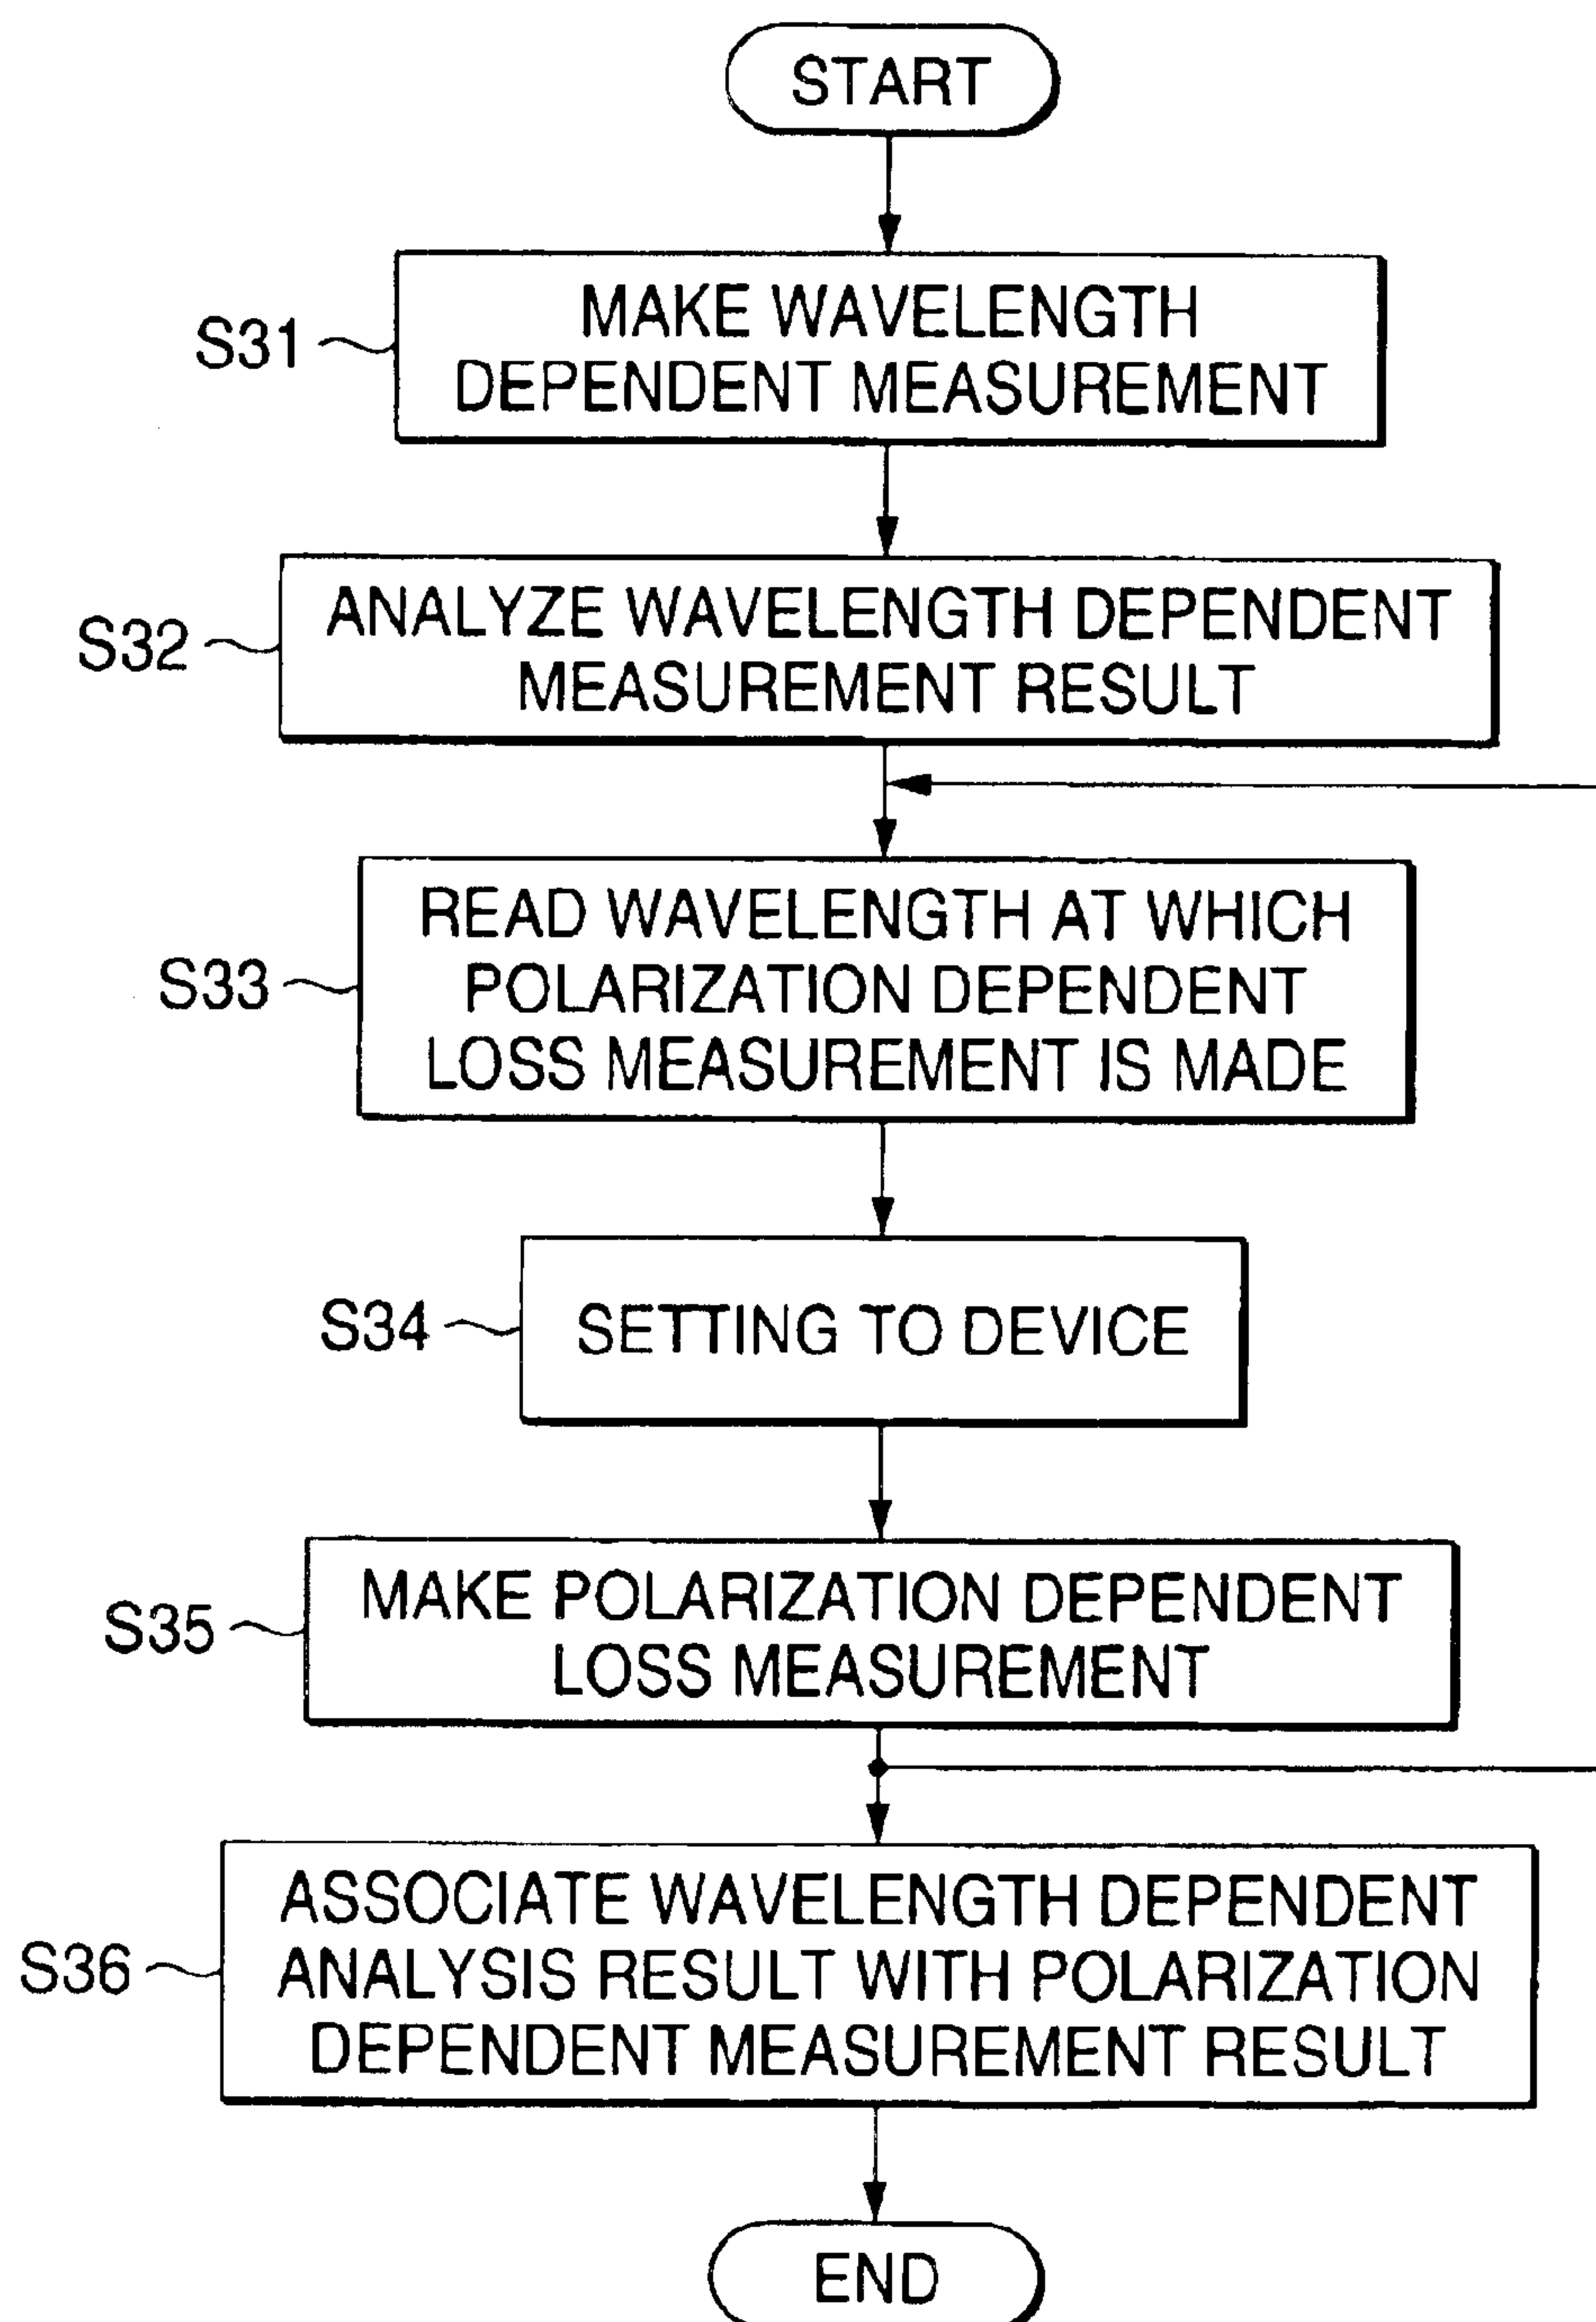 START
S31
MAKE WAVELENGTH
DEPENDENT MEASUREMENT
S32
ANALYZE WAVELENGTH DEPENDENT
MEASUREMENT RESULT
S33
READ WAVELENGTH AT WHICH
POLARIZATION DEPENDENT
LOSS MEASUREMENT IS MADE
S34
SETTING TO DEVICE
S35
MAKE POLARIZATION DEPENDENT
LOSS MEASUREMENT
S36
ASSOCIATE WAVELENGTH DEPENDENT
ANALYSIS RESULT WITH POLARIZATION
DEPENDENT MEASUREMENT RESULT
END